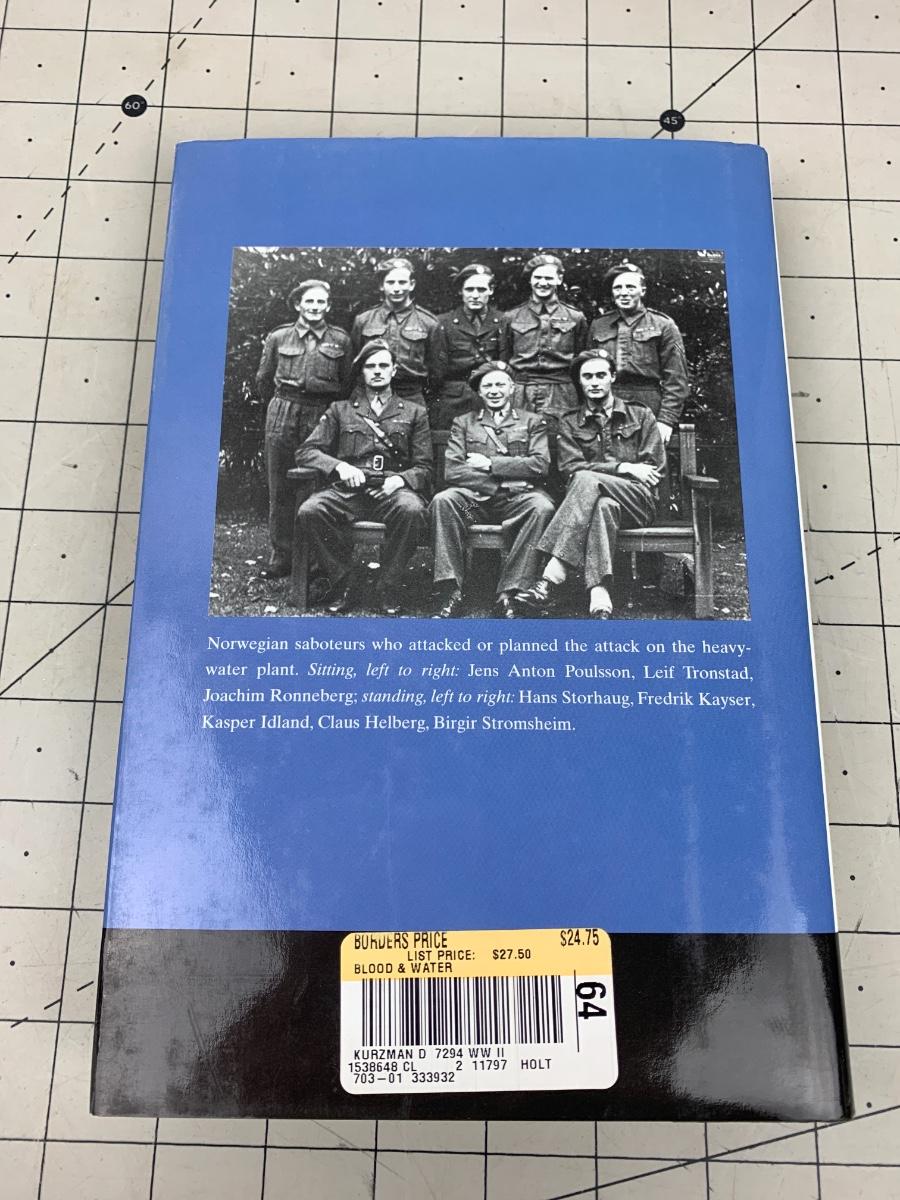 60°
45°
Norwegian saboteurs who attacked or planned the attack on the heavy-
water plant. Sitting, left to right: Jens Anton Poulsson, Leif Tronstad,
Joachim Ronneberg; standing, left to right: Hans Storhaug, Fredrik Kayser,
Kasper Idland, Claus Helberg, Birgir Stromsheim.
BORDERS PRICE $24.75
LIST PRICE: $27.50
BLOOD & WATER
64
KURZMAN D 7294 WW II
1538648 CL 2 11797 HOLT
703-01 333932